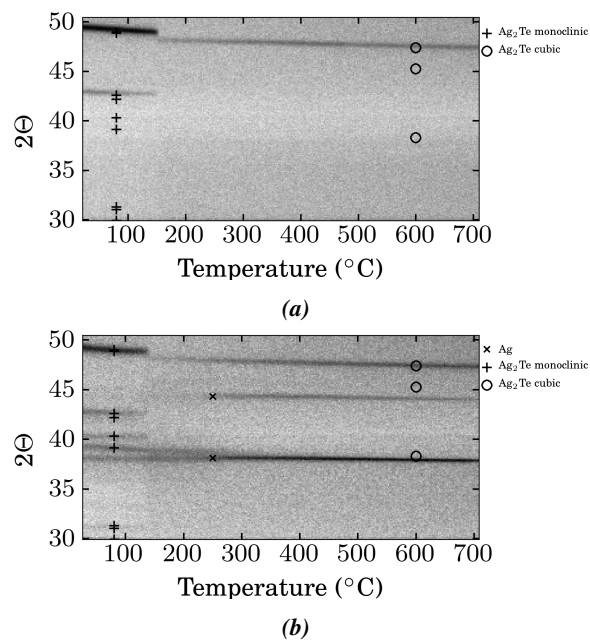 50
45
40
35
30
2Θ
100 200 300 400 500 600 700
Temperature (°C)
Ag₂Te monoclinic
Ag₂Te cubic
(a)
50
45
40
35
30
2Θ
100 200 300 400 500 600 700
Temperature (°C)
Ag
Ag₂Te monoclinic
Ag₂Te cubic
(b)